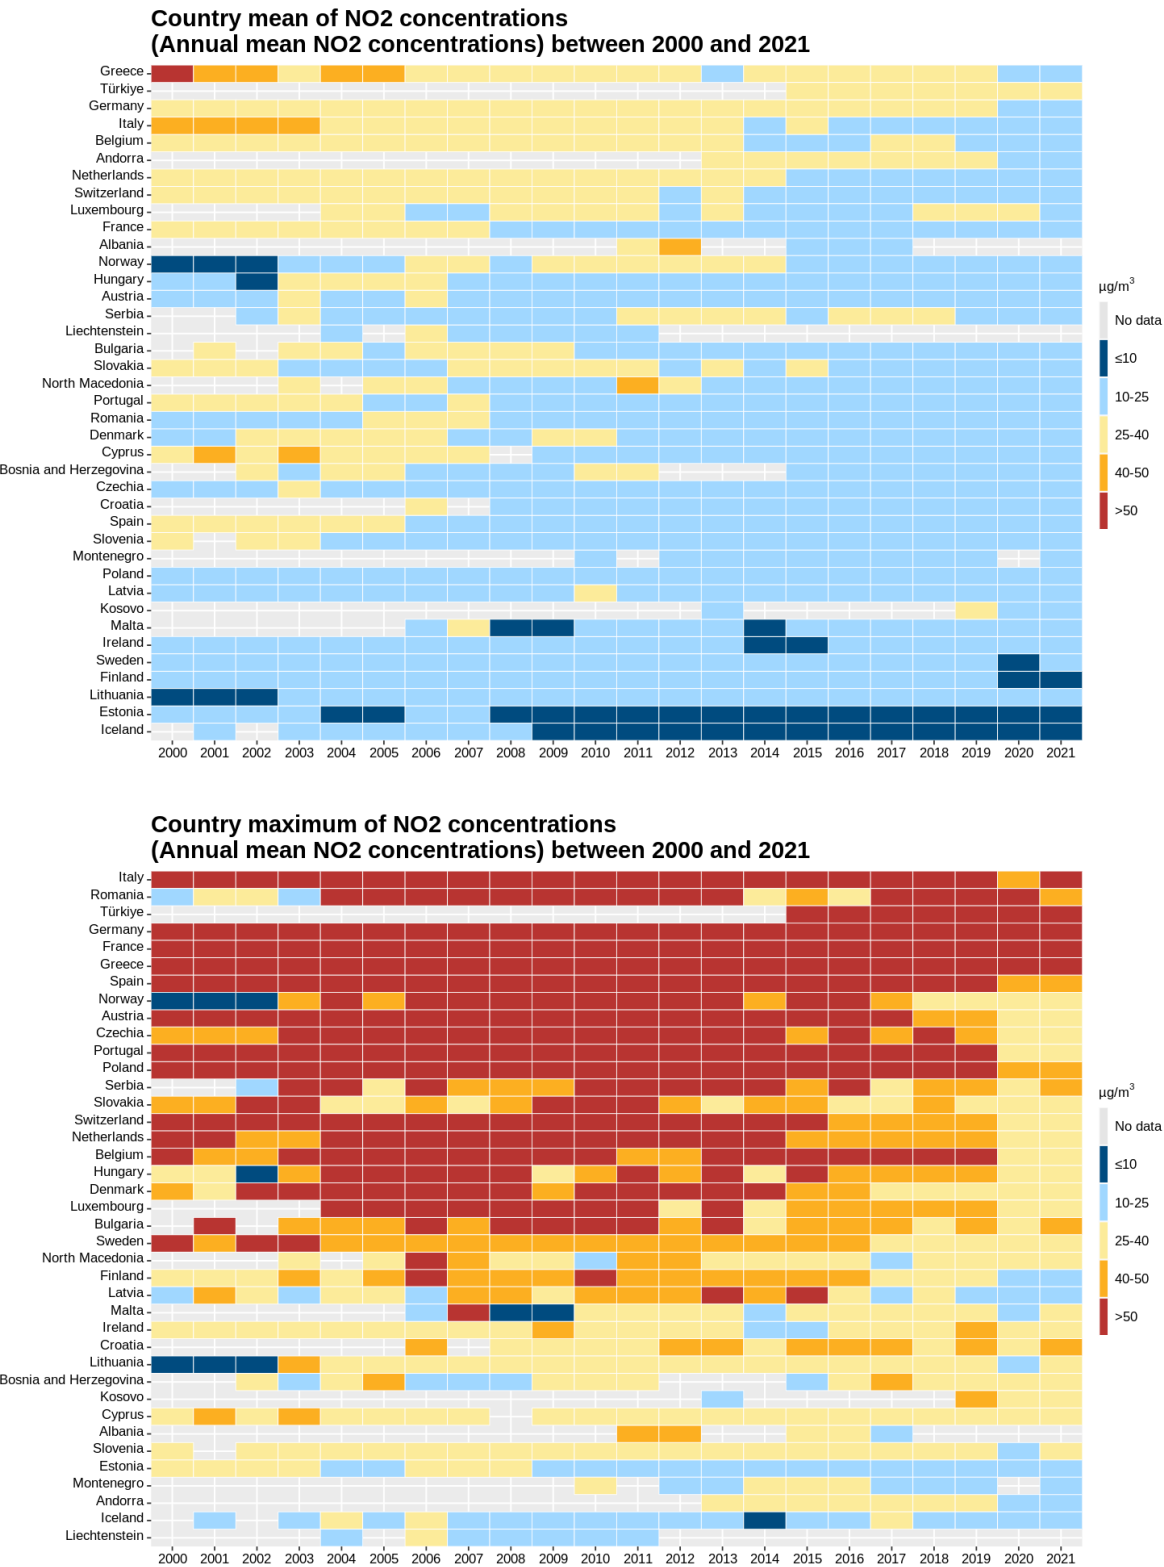 Country mean of NO2 concentrations
(Annual mean NO2 concentrations) between 2000 and 2021
Greece
Türkiye
Germany
Italy
Belgium
Andorra
Netherlands
Switzerland
Luxembourg
France
Albania
Norway
Hungary
Austria
Serbia
Liechtenstein
Bulgaria
Slovakia
North Macedonia
Portugal
Romania
Denmark
Cyprus
Bosnia and Herzegovina
Czechia
Croatia
Spain
Slovenia
Montenegro
Poland
Latvia
Kosovo
Malta
Ireland
Sweden
Finland
Lithuania
Estonia
Iceland
2000 2001 2002 2003 2004 2005 2006 2007 2008 2009 2010 2011 2012 2013 2014 2015 2016 2017 2018 2019 2020 2021
µg/m³
No data
≤10
10-25
25-40
40-50
>50
Country maximum of NO2 concentrations
(Annual mean NO2 concentrations) between 2000 and 2021
Italy
Romania
Türkiye
Germany
France
Greece
Spain
Norway
Austria
Czechia
Portugal
Poland
Serbia
Slovakia
Switzerland
Netherlands
Belgium
Hungary
Denmark
Luxembourg
Bulgaria
Sweden
North Macedonia
Finland
Latvia
Malta
Ireland
Croatia
Lithuania
Bosnia and Herzegovina
Kosovo
Cyprus
Albania
Slovenia
Estonia
Montenegro
Andorra
Iceland
Liechtenstein
2000 2001 2002 2003 2004 2005 2006 2007 2008 2009 2010 2011 2012 2013 2014 2015 2016 2017 2018 2019 2020 2021
µg/m³
No data
≤10
10-25
25-40
40-50
>50